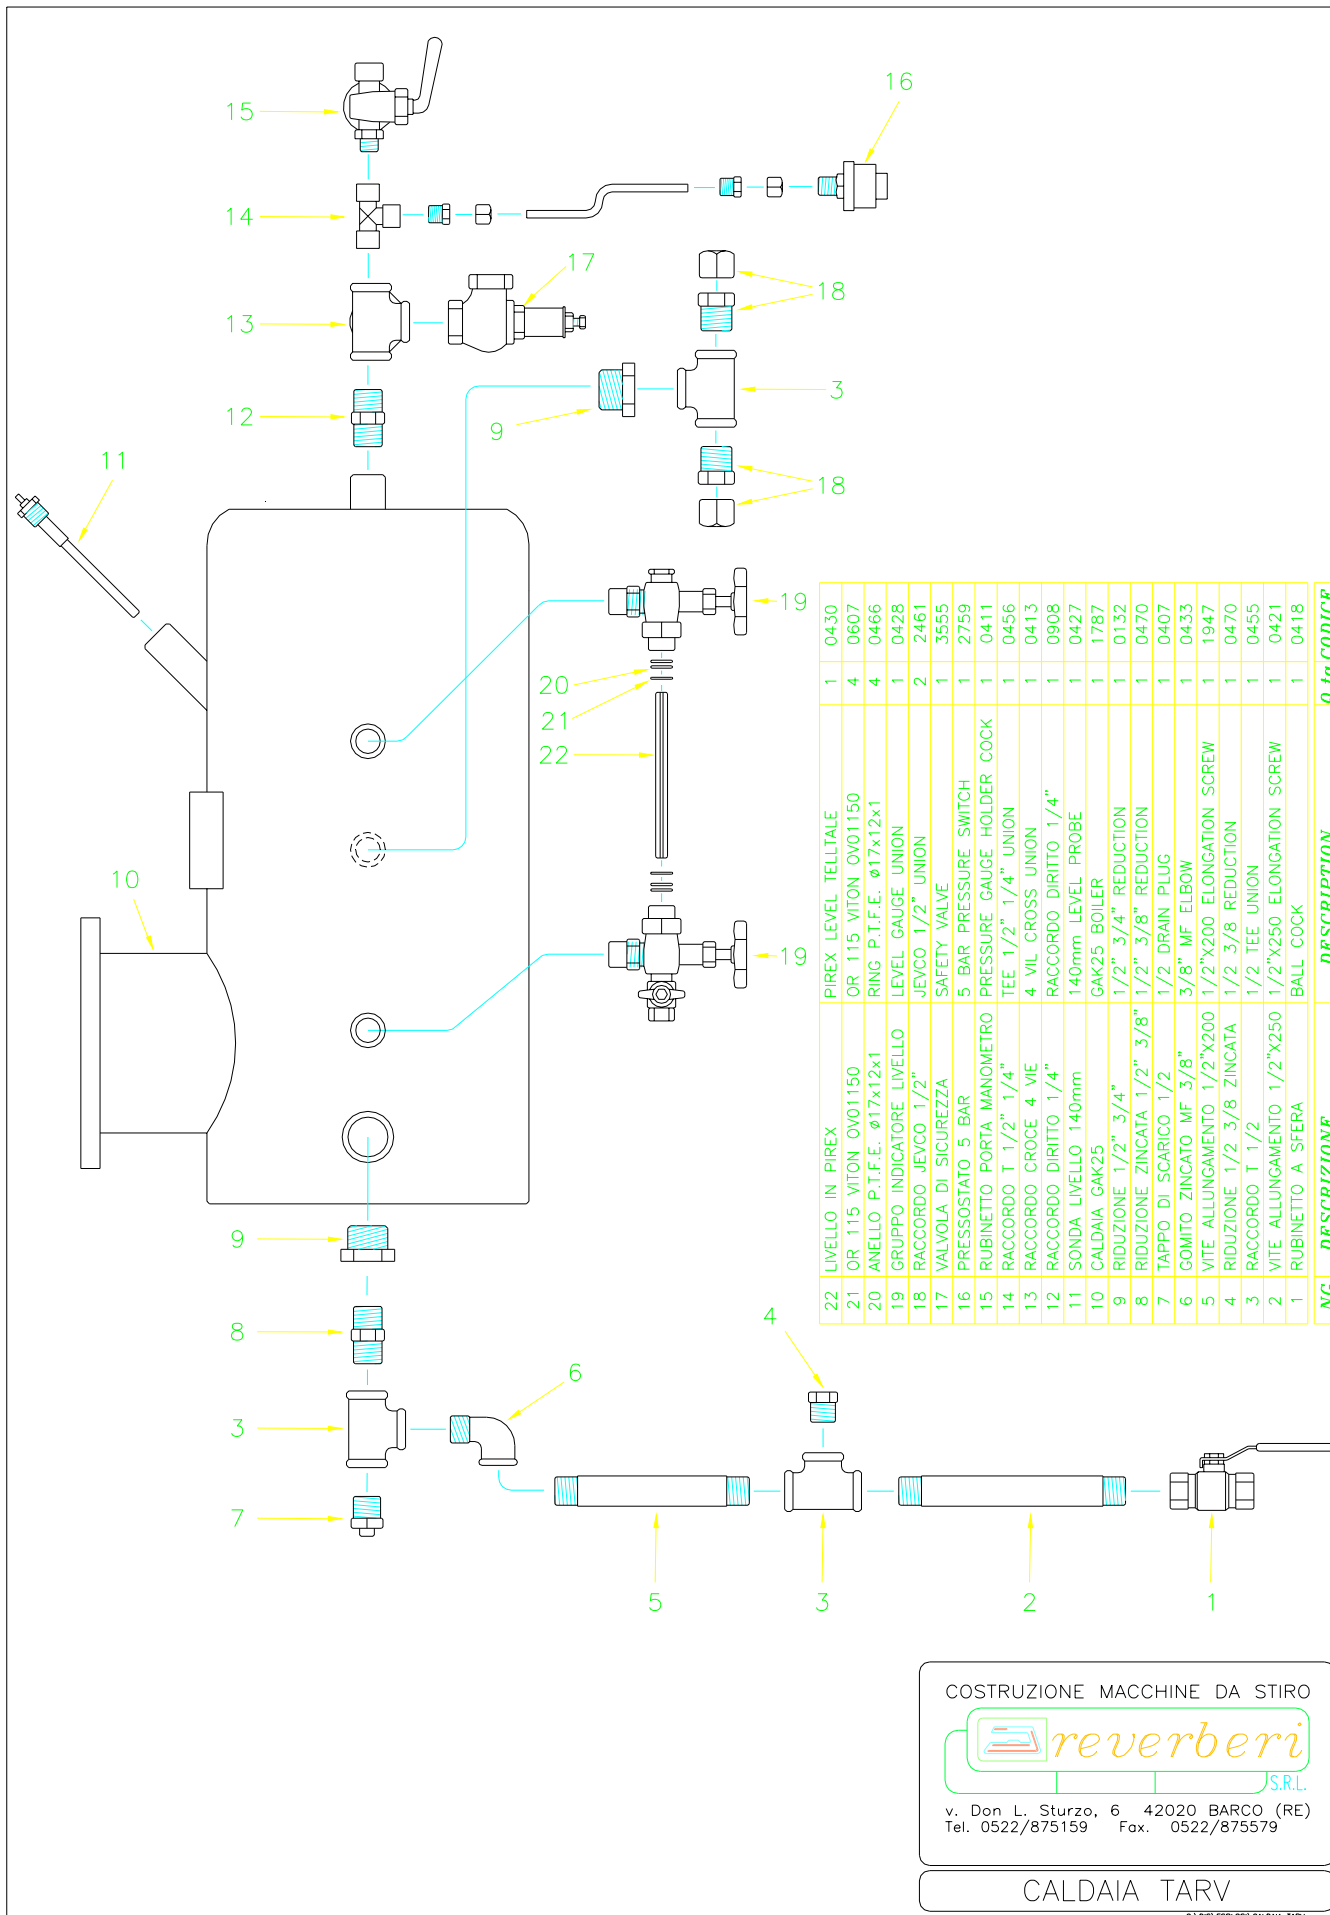 15
16
14
17
13
18
3
12
9
11
18
19
20
21
22
10
19
9
8
4
6
3
7
5
3
2
1
22 LIVELLO IN PIREX PIREX LEVEL TELLTALE 1 0430
21 OR 115 VITON OV01150 OR 115 VITON OV01150 4 0607
20 ANELLO P.T.F.E. ø17x12x1 RING P.T.F.E. ø17x12x1 4 0466
19 GRUPPO INDICATORE LIVELLO LEVEL GAUGE UNION 1 0428
18 RACCORDO JEVCO 1/2" JEVCO 1/2" UNION 2 2461
17 VALVOLA DI SICUREZZA SAFETY VALVE 1 3555
16 PRESSOSTATO 5 BAR 5 BAR PRESSURE SWITCH 1 2759
15 RUBINETTO PORTA MANOMETRO PRESSURE GAUGE HOLDER COCK 1 0411
14 RACCORDO T 1/2" 1/4" TEE 1/2" 1/4" UNION 1 0456
13 RACCORDO CROCE 4 VIE 4 VIL CROSS UNION 1 0413
12 RACCORDO DIRITTO 1/4" RACCORDO DIRITTO 1/4" 1 0908
11 SONDA LIVELLO 140mm 140mm LEVEL PROBE 1 0427
10 CALDAIA GAK25 GAK25 BOILER 1 1787
9 RIDUZIONE 1/2" 3/4" 1/2" 3/4" REDUCTION 1 0132
8 RIDUZIONE ZINCATA 1/2" 3/8" 1/2" 3/8" REDUCTION 1 0470
7 TAPPO DI SCARICO 1/2 1/2 DRAIN PLUG 1 0407
6 GOMITO ZINCATO MF 3/8" 3/8" MF ELBOW 1 0433
5 VITE ALLUNGAMENTO 1/2"X200 1/2"X200 ELONGATION SCREW 1 1947
4 RIDUZIONE 1/2 3/8 ZINCATA 1/2 3/8 REDUCTION 1 0470
3 RACCORDO T 1/2 1/2 TEE UNION 1 0455
2 VITE ALLUNGAMENTO 1/2"X250 1/2"X250 ELONGATION SCREW 1 0421
1 RUBINETTO A SFERA BALL COCK 1 0418
NG DESCRIZIONE DESCRIPTION Q.ta CODICE
COSTRUZIONE MACCHINE DA STIRO
reverberi
S.R.L.
v. Don L. Sturzo, 6 42020 BARCO (RE)
Tel. 0522/875159 Fax. 0522/875579
CALDAIA TARV